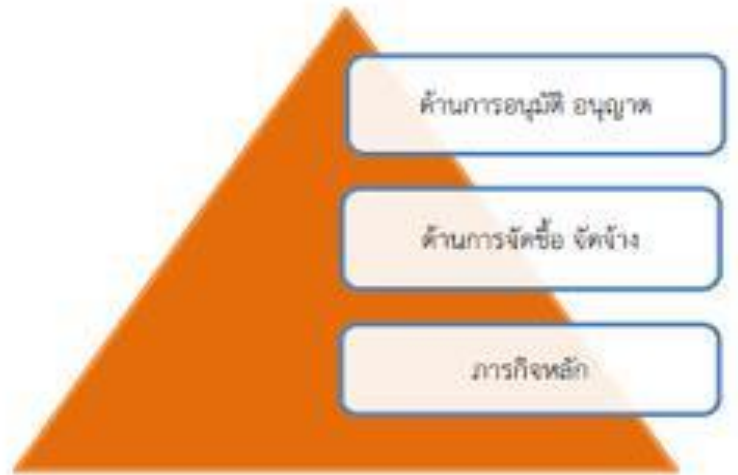 ด้านการอนุมัติ อนุญาต
ด้านการจัดซื้อ จัดจ้าง
ภารกิจหลัก